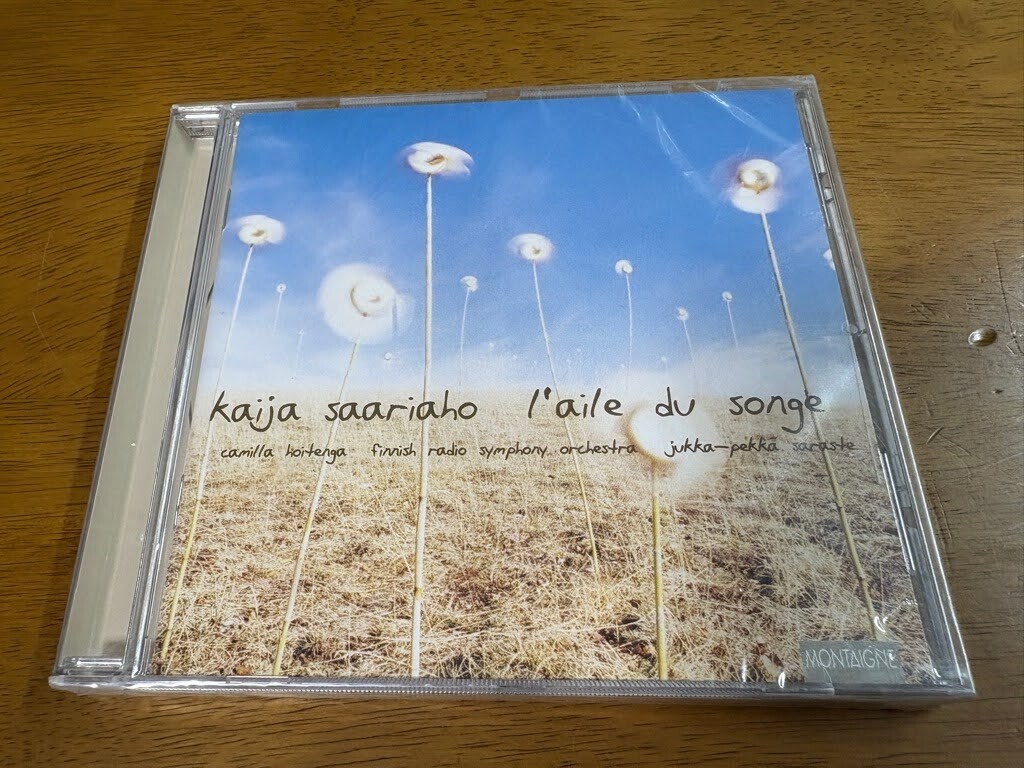 kaija saariaho l'aile du songe
camilla hoitenga finnish radio symphony orchestra jukka-pekka saraste
MONTAIGNE